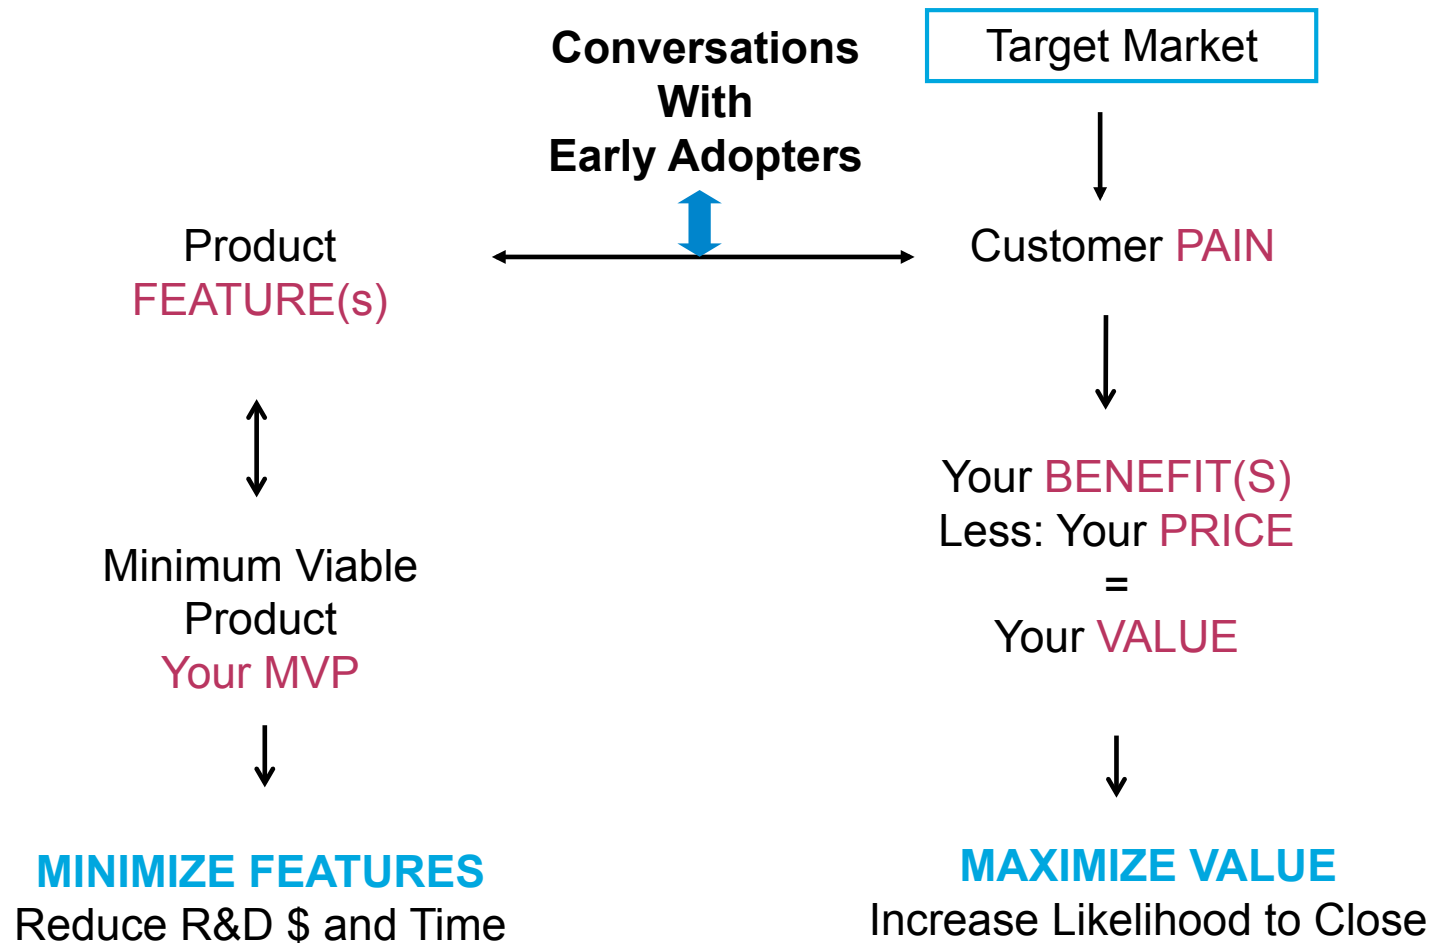 Conversations
With
Early Adopters
Target Market
Product
FEATURE(s)
Customer PAIN
Minimum Viable
Product
Your MVP
Your BENEFIT(S)
Less: Your PRICE
=
Your VALUE
MINIMIZE FEATURES
Reduce R&D $ and Time
MAXIMIZE VALUE
Increase Likelihood to Close